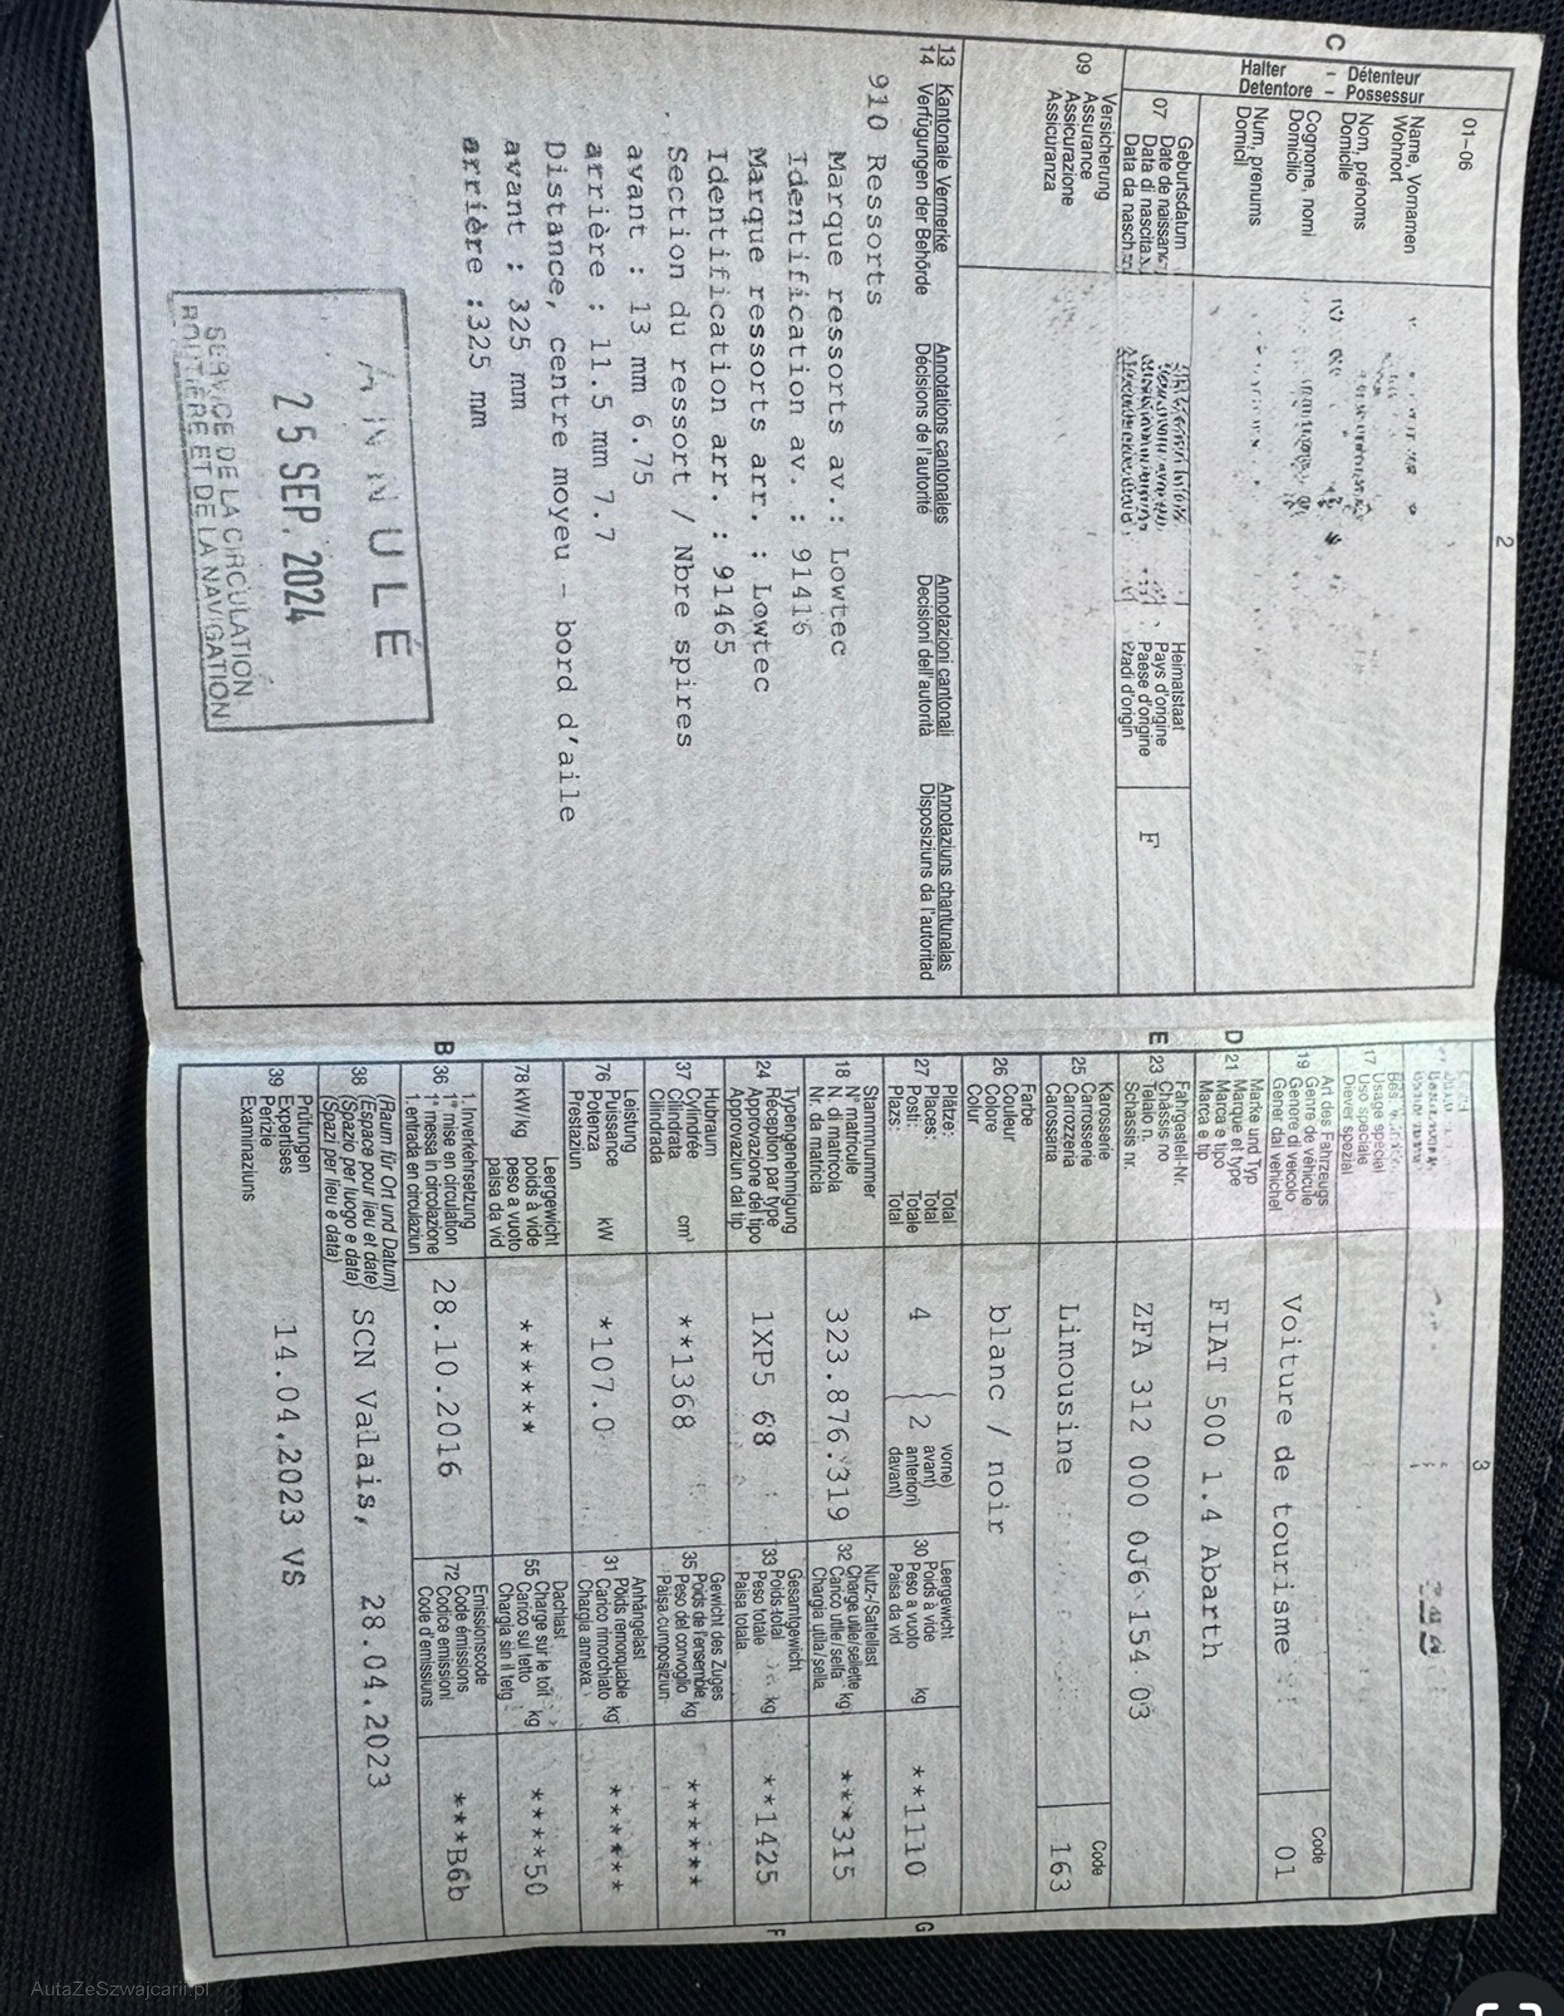 2
01-06
C
Halter - Détenteur
Detentore - Possessur
Name, Vornamen
Wohnort
Nom, prénoms
Domicile
Cognome, nomi
Domicilio
Num, prenums
Domicil
07
Geburtsdatum
Date de naissance
Data di nascita
Data da nasch
Heimatstaat
Pays d'origine
Paese d'origine
Stadi d'origin
F
09
Versicherung
Assurance
Assicurazione
Assicuranza
13 Kantonale Vermerke Annotations cantonales Annotazioni cantonali Annotaziuns chantunalas
14 Verfügungen der Behörde Décisions de l'autorité Decisioni dell'autorità Disposiziuns da l'autoritad
910 Ressorts
Marque ressorts av.: Lowtec
Identification av. : 91416
Marque ressorts arr. : Lowtec
Identification arr. : 91465
Section du ressort / Nbre spires
avant : 13 mm 6.75
arrière : 11.5 mm 7.7
Distance, centre moyeu - bord d'aile
avant : 325 mm
arrière :325 mm
ANNULÉ
25 SEP. 2024
SERVICE DE LA CIRCULATION
ROUTIÈRE ET DE LA NAVIGATION
3
17
Usage spécial
Uso speciale
Diever spezial
19
Art des Fahrzeugs
Genre de véhicule
Genere di veicolo
Gener dal vehichel
Voiture de tourisme
Code
01
D 21
Marke und Typ
Marque et type
Marca e tipo
Marca e tip
FIAT 500 1.4 Abarth
E 23
Fahrgestell-Nr.
Châssis no
Telaio n.
Schassis nr.
ZFA 312 000 0J6 154 03
25
Karosserie
Carrosserie
Carrozzeria
Carossaria
Limousine
Code
163
26
Farbe
Couleur
Colore
Colur
blanc / noir
27
Plätze: Total
Places: Total
Posti: Totale
Plazs: Total
4
2
vorne)
avant)
anteriori)
davant)
30
Leergewicht
Poids à vide
Peso a vuoto kg
Paisa da vid
**1110
G
18
Stammnummer
N° matricule
N. di matricola
Nr. da matricla
323.876.319
32
Nutz-/Sattellast
Charge utile/sellette
Carico utile/sella kg
Chargia utila/sella
***315
24
Typengenehmigung
Réception par type
Approvazione del tipo
Approvaziun dal tip
1XP5 68
33
Gesamtgewicht
Poids total
Peso totale kg
Paisa totala
**1425
F
37
Hubraum
Cylindrée
Cilindrata cm³
Cilindrada
**1368
35
Gewicht des Zuges
Poids de l'ensemble
Peso del convoglio kg
Paisa cumposiziun
******
76
Leistung
Puissance
Potenza kW
Prestaziun
*107.0
31
Anhängelast
Poids remorquable
Carico rimorchiato kg
Chargia annexa
******
78 kW/kg
Leergewicht
poids à vide
peso a vuoto
paisa da vid
******
55
Dachlast
Charge sur le toit
Carico sul tetto kg
Chargia sin il tetg
****50
B 36
1. Inverkehrsetzung
1re mise en circulation
1a messa in circolazione
1. entrada en circulaziun
28.10.2016
72
Emissionscode
Code émissions
Codice emissioni
Code d'emissiuns
***B6b
38
(Raum für Ort und Datum)
(Espace pour lieu et date)
(Spazio per luogo e data)
(Spazi per lieu e data)
SCN Valais, 28.04.2023
39
Prüfungen
Expertises
Perizie
Examinaziuns
14.04.2023 VS
AutaZeSzwajcarii.pl